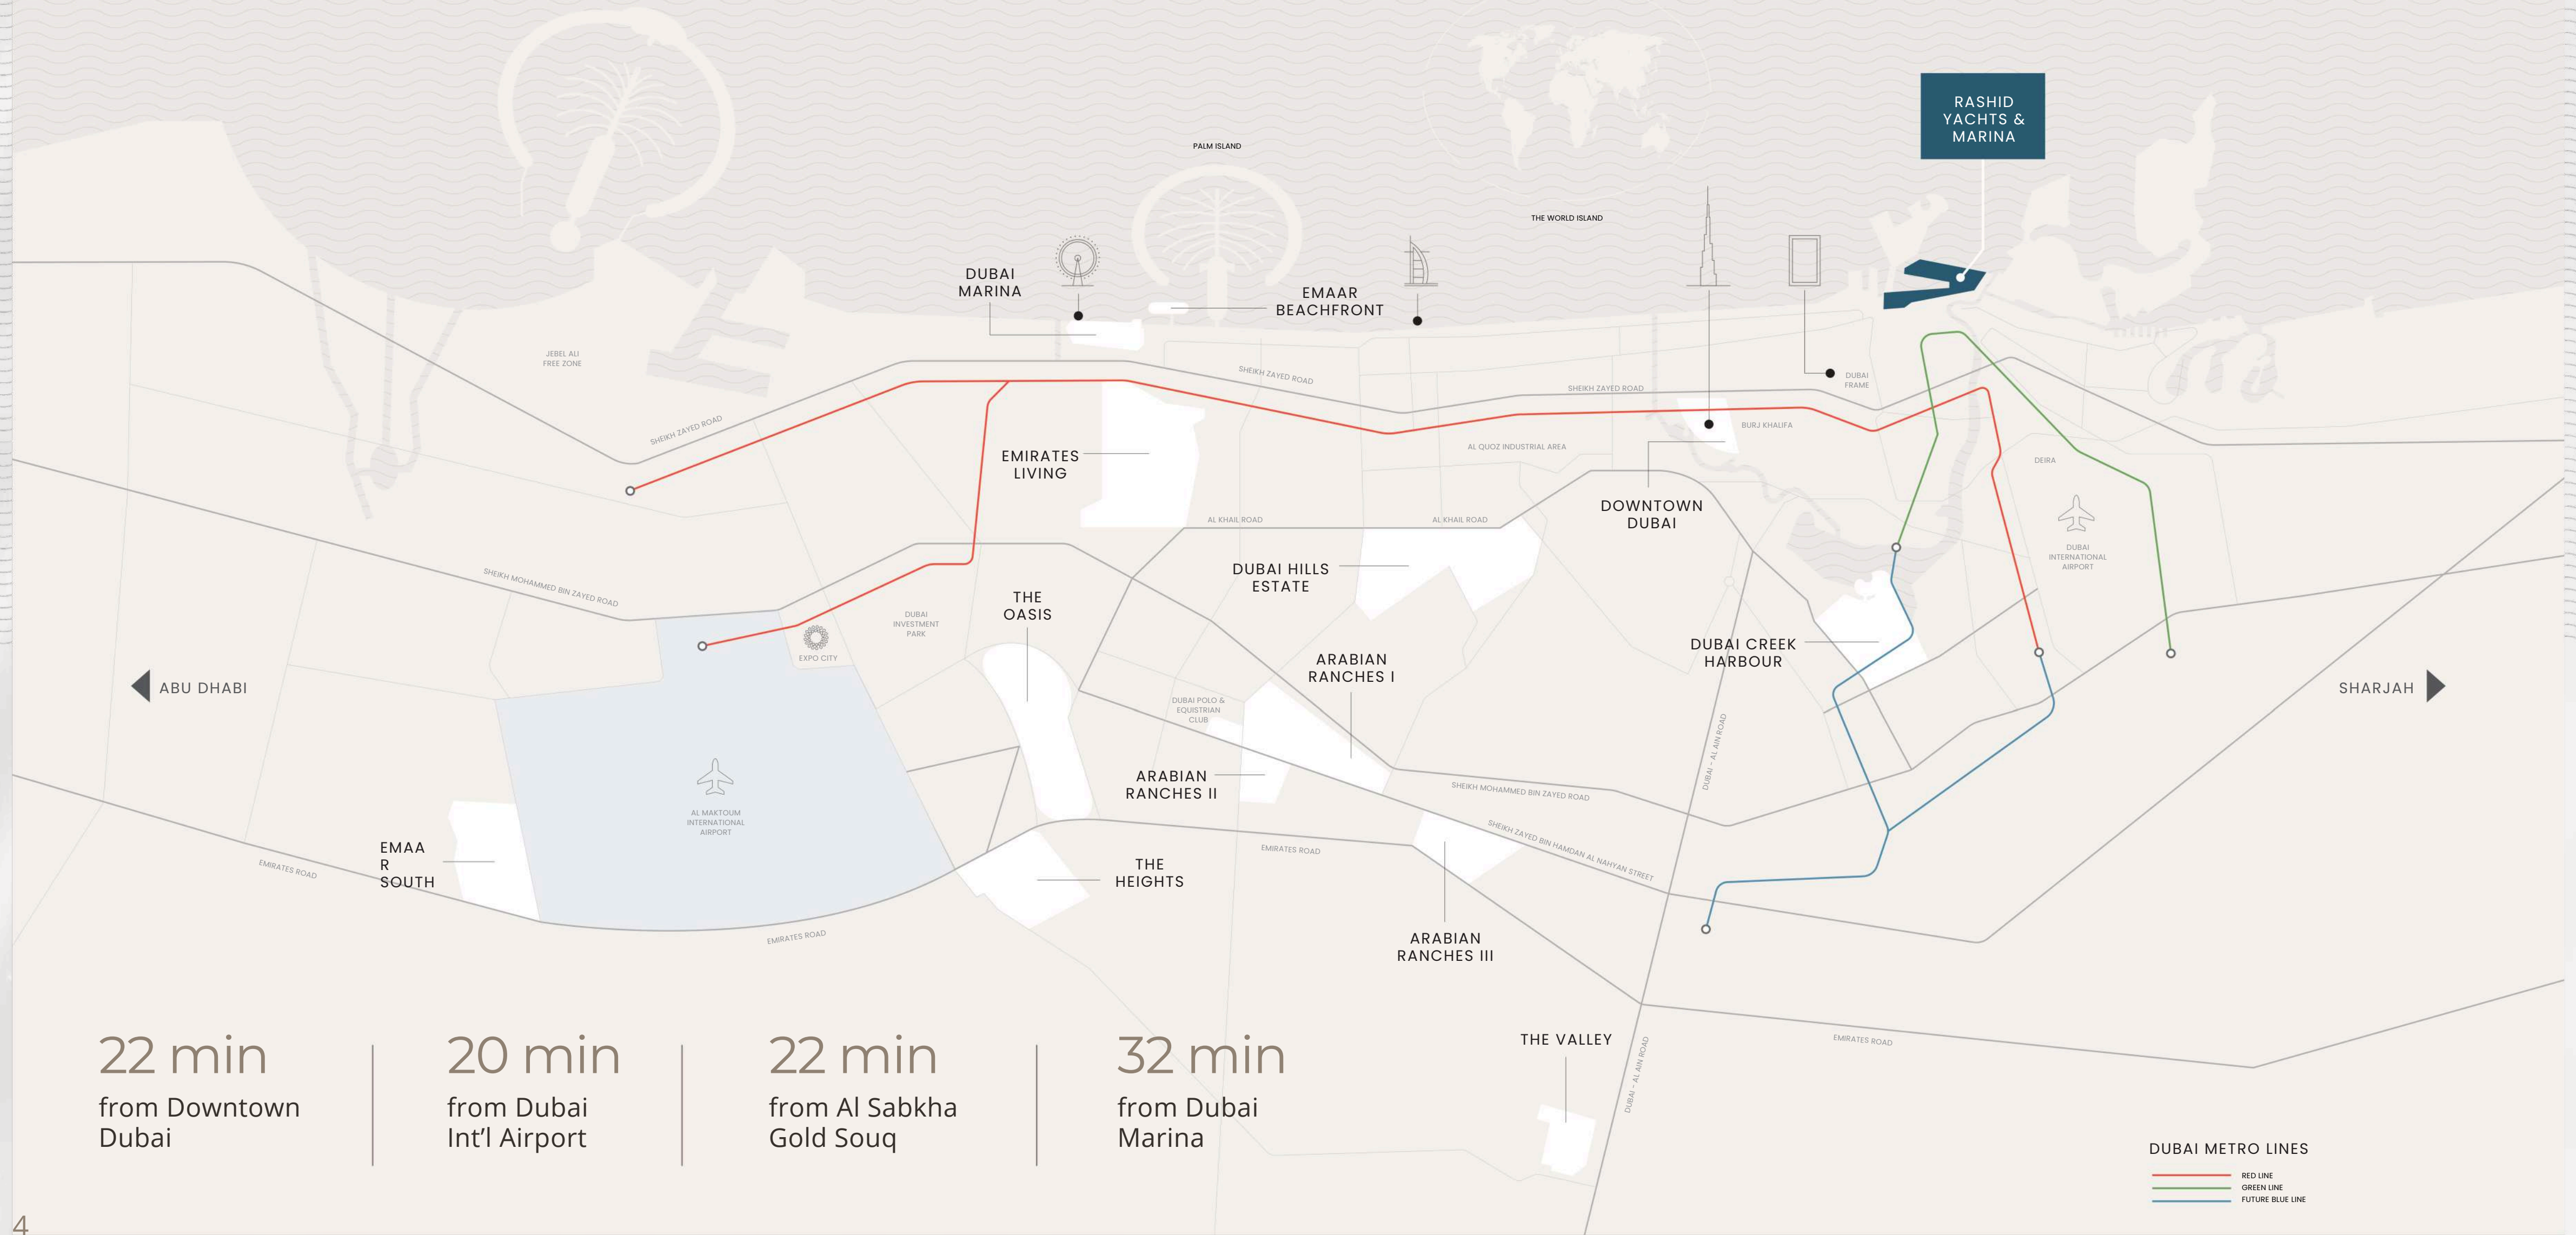 RASHID
YACHTS &
MARINA
PALM ISLAND
THE WORLD ISLAND
DUBAI
MARINA
EMAAR
BEACHFRONT
JEBEL ALI
FREE ZONE
SHEIKH ZAYED ROAD
SHEIKH ZAYED ROAD
SHEIKH ZAYED ROAD
DUBAI
FRAME
BURJ KHALIFA
AL QUOZ INDUSTRIAL AREA
EMIRATES
LIVING
DEIRA
DOWNTOWN
DUBAI
AL KHAIL ROAD
AL KHAIL ROAD
DUBAI
INTERNATIONAL
AIRPORT
DUBAI HILLS
ESTATE
SHEIKH MOHAMMED BIN ZAYED ROAD
THE
OASIS
DUBAI
INVESTMENT
PARK
EXPO CITY
DUBAI CREEK
HARBOUR
ARABIAN
RANCHES I
ABU DHABI
SHARJAH
DUBAI POLO &
EQUESTRIAN
CLUB
DUBAI - AL AIN ROAD
ARABIAN
RANCHES II
SHEIKH MOHAMMED BIN ZAYED ROAD
AL MAKTOUM
INTERNATIONAL
AIRPORT
SHEIKH ZAYED BIN HAMDAN AL NAHYAN STREET
EMAA
R
SOUTH
EMIRATES ROAD
EMIRATES ROAD
THE
HEIGHTS
EMIRATES ROAD
ARABIAN
RANCHES III
THE VALLEY
EMIRATES ROAD
DUBAI - AL AIN ROAD
22 min
from Downtown
Dubai
20 min
from Dubai
Int’l Airport
22 min
from Al Sabkha
Gold Souq
32 min
from Dubai
Marina
DUBAI METRO LINES
RED LINE
GREEN LINE
FUTURE BLUE LINE
4